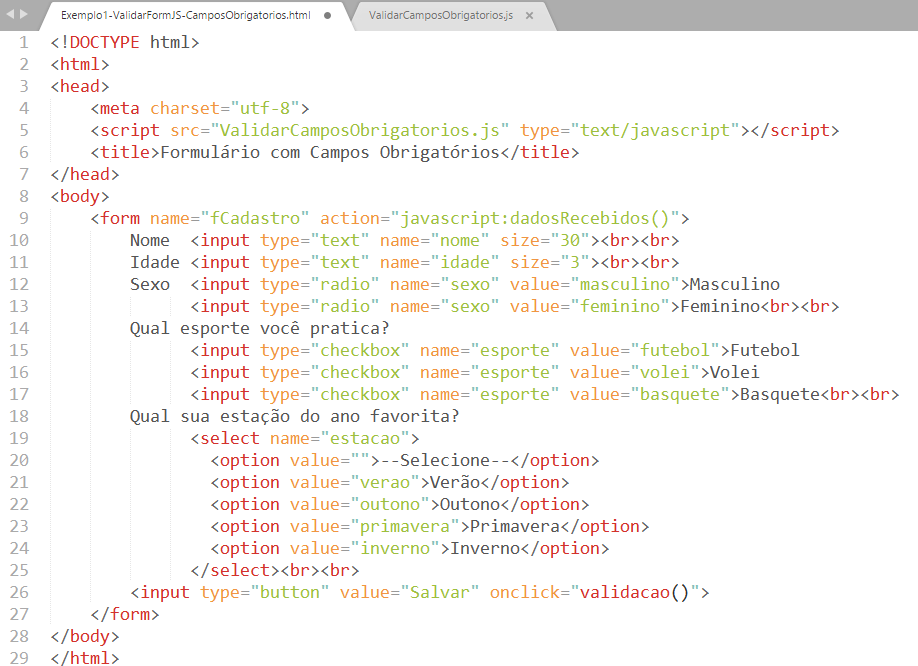 Exemplo1-ValidarFormJS-CamposObrigatorios.html ● ValidarCamposObrigatorios.js ×
1 <!DOCTYPE html>
2 <html>
3 <head>
4 <meta charset="utf-8">
5 <script src="ValidarCamposObrigatorios.js" type="text/javascript"></script>
6 <title>Formulário com Campos Obrigatórios</title>
7 </head>
8 <body>
9 <form name="fCadastro" action="javascript:dadosRecebidos()">
10 Nome <input type="text" name="nome" size="30"><br><br>
11 Idade <input type="text" name="idade" size="3"><br><br>
12 Sexo <input type="radio" name="sexo" value="masculino">Masculino
13 <input type="radio" name="sexo" value="feminino">Feminino<br><br>
14 Qual esporte você pratica?
15 <input type="checkbox" name="esporte" value="futebol">Futebol
16 <input type="checkbox" name="esporte" value="volei">Volei
17 <input type="checkbox" name="esporte" value="basquete">Basquete<br><br>
18 Qual sua estação do ano favorita?
19 <select name="estacao">
20 <option value="">--Selecione--</option>
21 <option value="verao">Verão</option>
22 <option value="outono">Outono</option>
23 <option value="primavera">Primavera</option>
24 <option value="inverno">Inverno</option>
25 </select><br><br>
26 <input type="button" value="Salvar" onclick="validacao()">
27 </form>
28 </body>
29 </html>